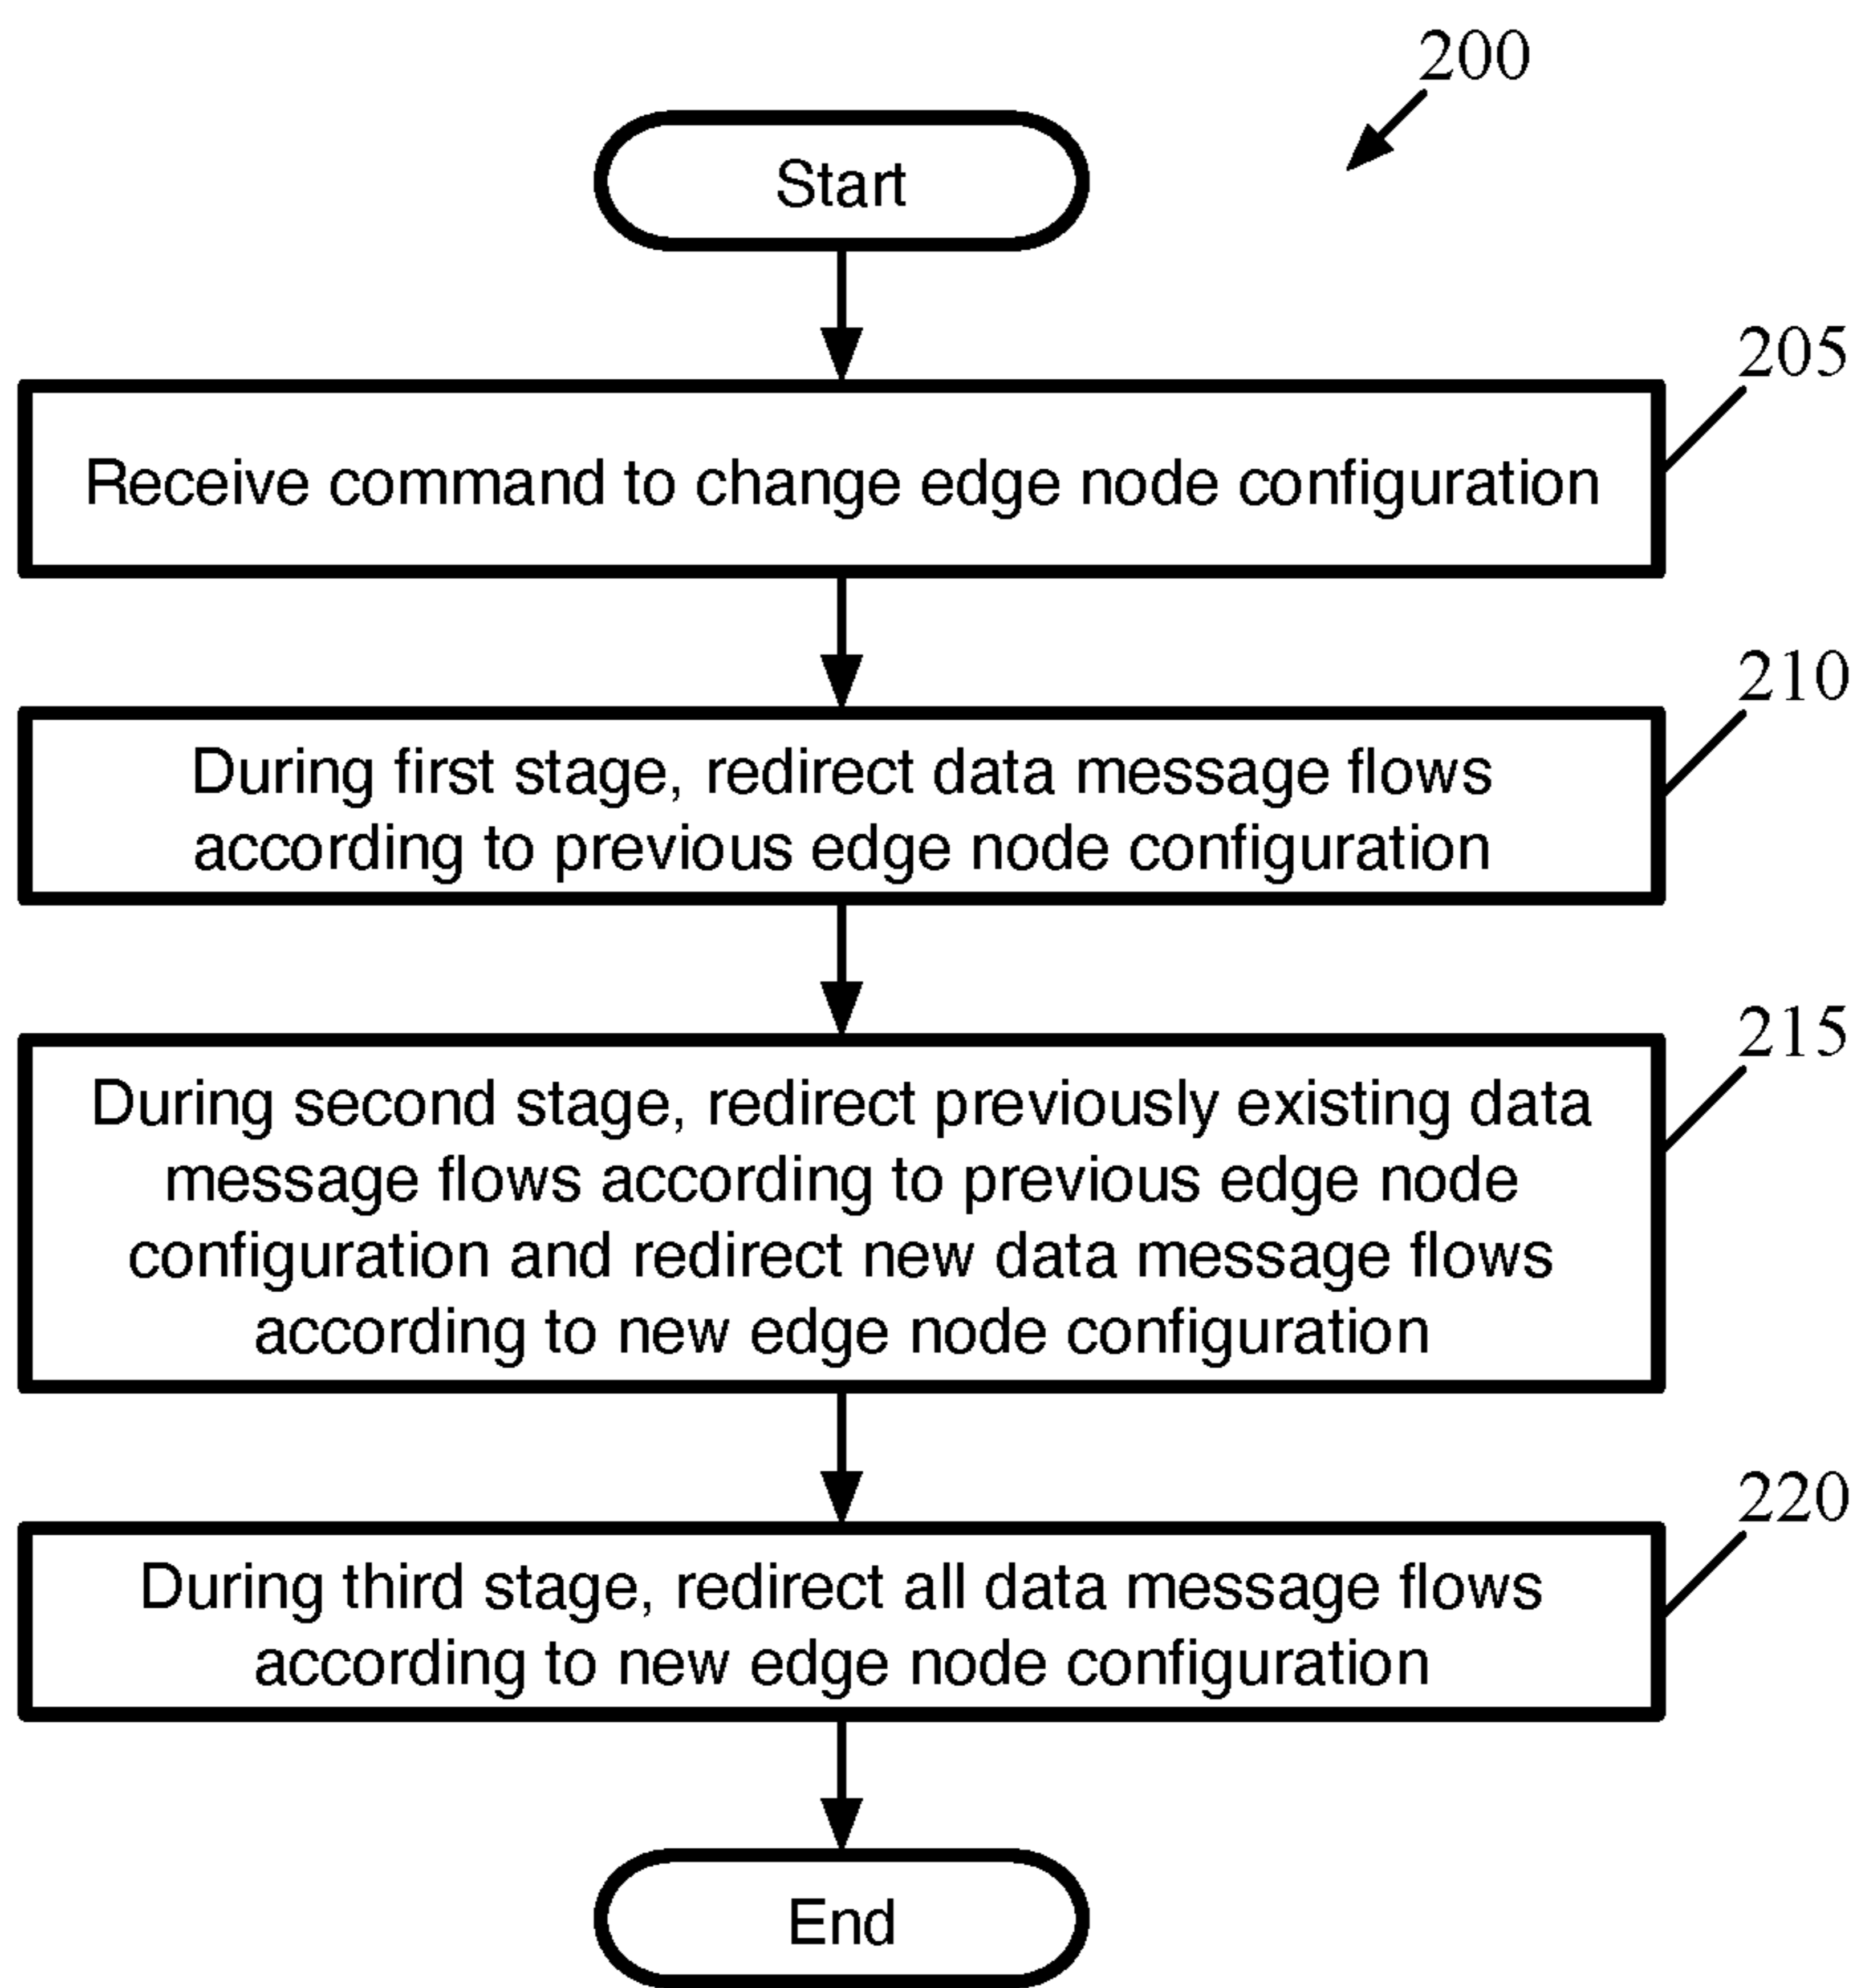 200
Start
205
Receive command to change edge node configuration
210
During first stage, redirect data message flows
according to previous edge node configuration
215
During second stage, redirect previously existing data
message flows according to previous edge node
configuration and redirect new data message flows
according to new edge node configuration
220
During third stage, redirect all data message flows
according to new edge node configuration
End